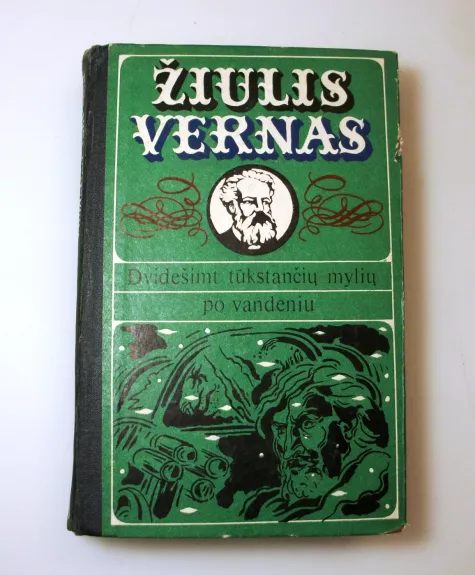 ŽIULIS
VERNAS
Dvidešimt tūkstančių mylių
po vandeniu